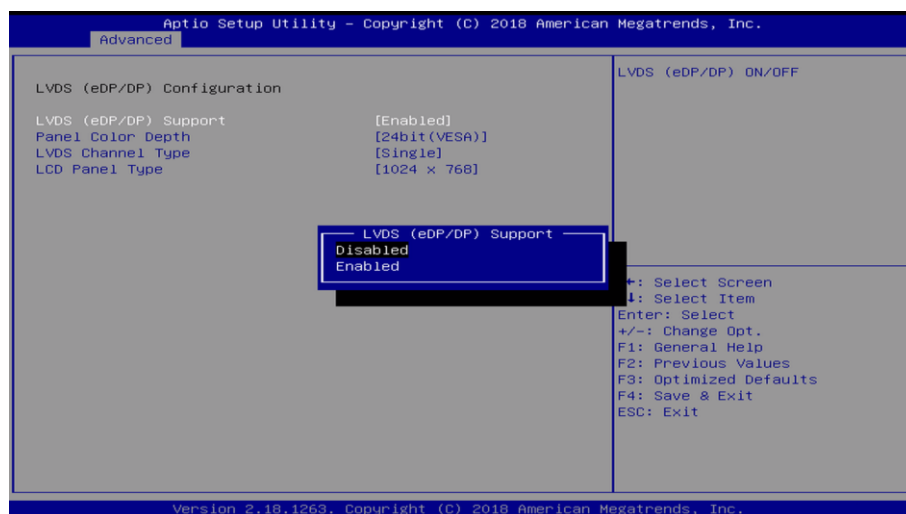 Aptio Setup Utility – Copyright (C) 2018 American Megatrends, Inc.
Advanced
LVDS (eDP/DP) Configuration
LVDS (eDP/DP) Support [Enabled]
Panel Color Depth [24bit(VESA)]
LVDS Channel Type [Single]
LCD Panel Type [1024 x 768]
LVDS (eDP/DP) Support
Disabled
Enabled
LVDS (eDP/DP) ON/OFF
←: Select Screen
↓: Select Item
Enter: Select
+/-: Change Opt.
F1: General Help
F2: Previous Values
F3: Optimized Defaults
F4: Save & Exit
ESC: Exit
Version 2.18.1263. Copyright (C) 2018 American Megatrends, Inc.